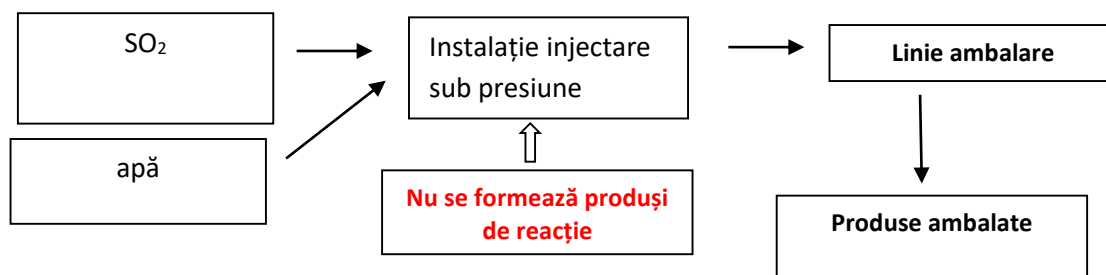 SO₂
Instalație injectare
sub presiune
Linie ambalare
apă
Nu se formează produși
de reacție
Produse ambalate